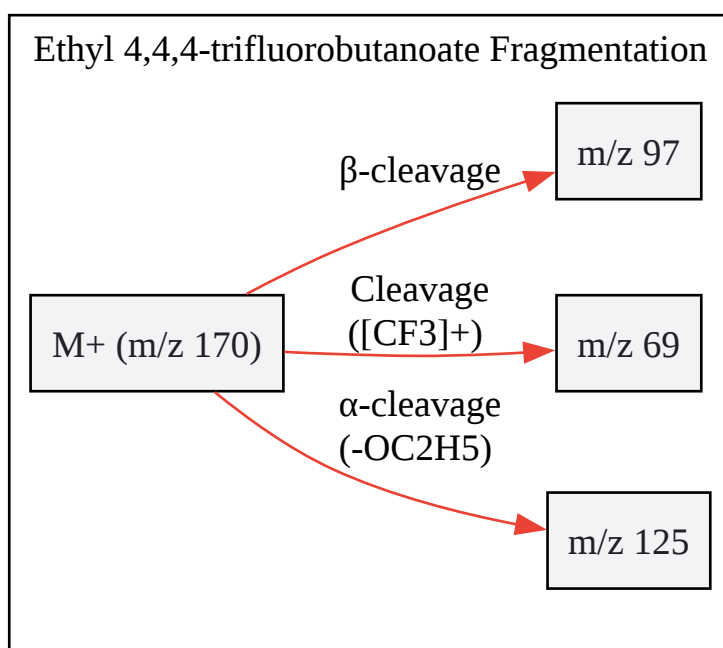 Ethyl 4,4,4-trifluorobutanoate Fragmentation
m/z 97
β-cleavage
Cleavage
([CF3]+)
M+ (m/z 170)
m/z 69
α-cleavage
(-OC2H5)
m/z 125